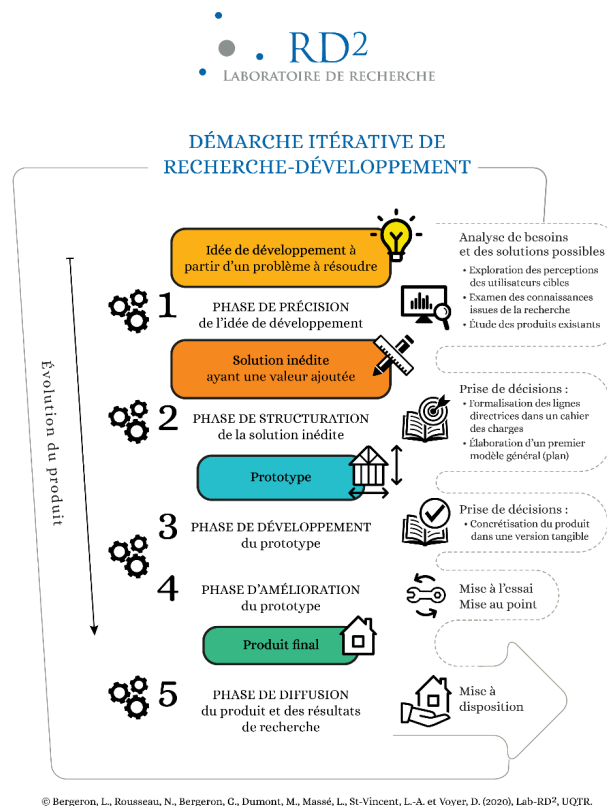 RD²
LABORATOIRE DE RECHERCHE
DÉMARCHE ITÉRATIVE DE
RECHERCHE-DÉVELOPPEMENT
Évolution du produit
Idée de développement à
partir d'un problème à résoudre
Analyse de besoins
et des solutions possibles
• Exploration des perceptions
des utilisateurs cibles
• Examen des connaissances
issues de la recherche
• Étude des produits existants
1
PHASE DE PRÉCISION
de l'idée de développement
Solution inédite
ayant une valeur ajoutée
2
PHASE DE STRUCTURATION
de la solution inédite
Prise de décisions :
• Formalisation des lignes
directrices dans un cahier
des charges
• Élaboration d'un premier
modèle général (plan)
Prototype
3
PHASE DE DÉVELOPPEMENT
du prototype
Prise de décisions :
• Concrétisation du produit
dans une version tangible
4
PHASE D'AMÉLIORATION
du prototype
Mise à l'essai
Mise au point
Produit final
5
PHASE DE DIFFUSION
du produit et des résultats
de recherche
Mise à
disposition
© Bergeron, L., Rousseau, N., Bergeron, G., Dumont, M., Massé, L., St-Vincent, L.-A. et Voyer, D. (2020), Lab-RD², UQTR.